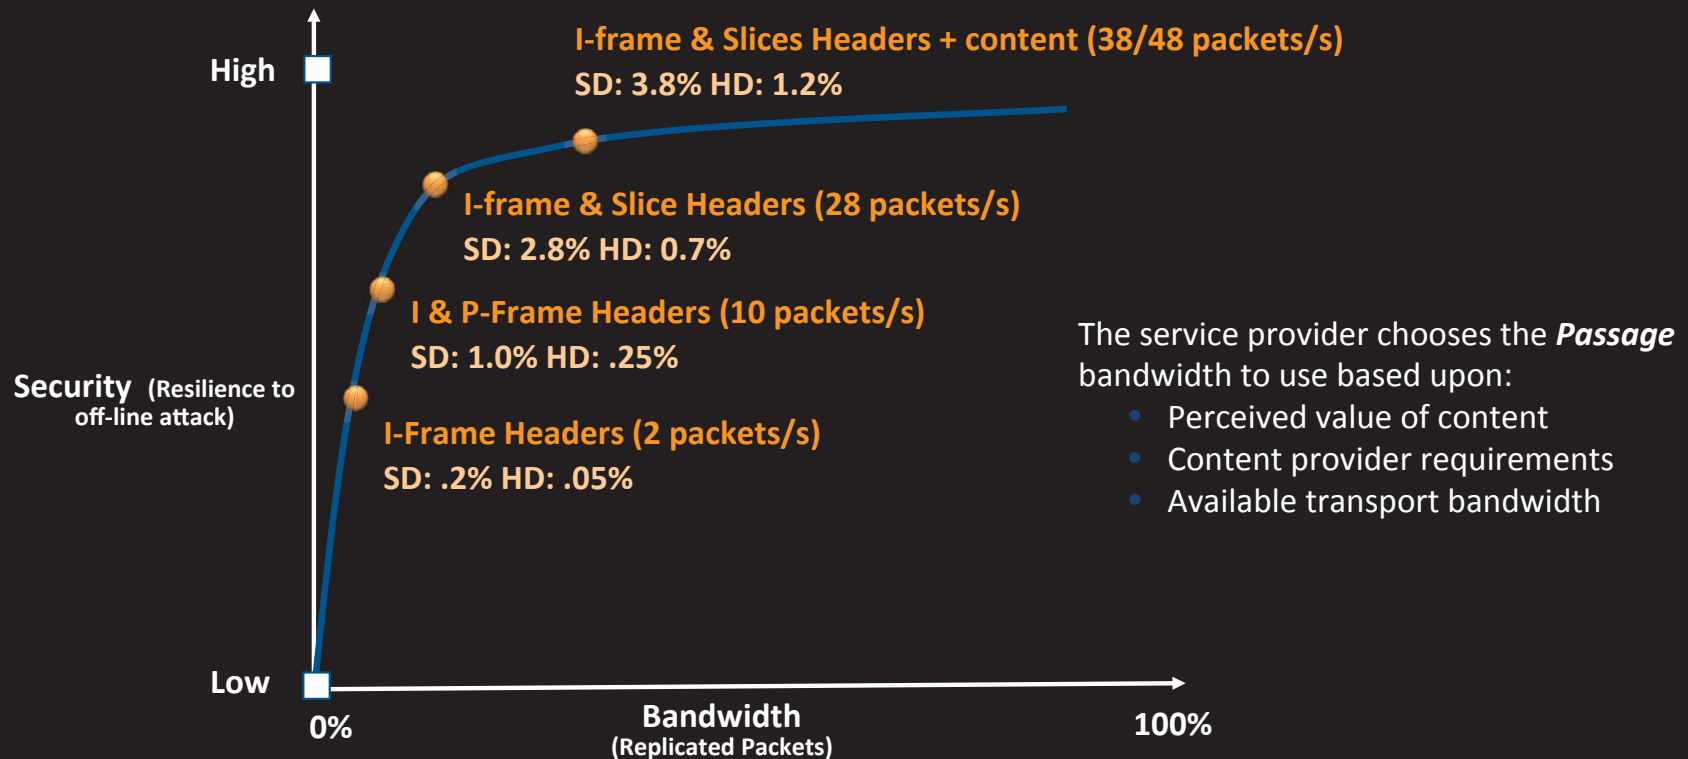 I-frame & Slices Headers + content (38/48 packets/s)
SD: 3.8% HD: 1.2%
High
I-frame & Slice Headers (28 packets/s)
SD: 2.8% HD: 0.7%
I & P-Frame Headers (10 packets/s)
SD: 1.0% HD: .25%
The service provider chooses the Passage
bandwidth to use based upon:
• Perceived value of content
• Content provider requirements
• Available transport bandwidth
Security (Resilience to
off-line attack)
I-Frame Headers (2 packets/s)
SD: .2% HD: .05%
Low
0%
Bandwidth
(Replicated Packets)
100%